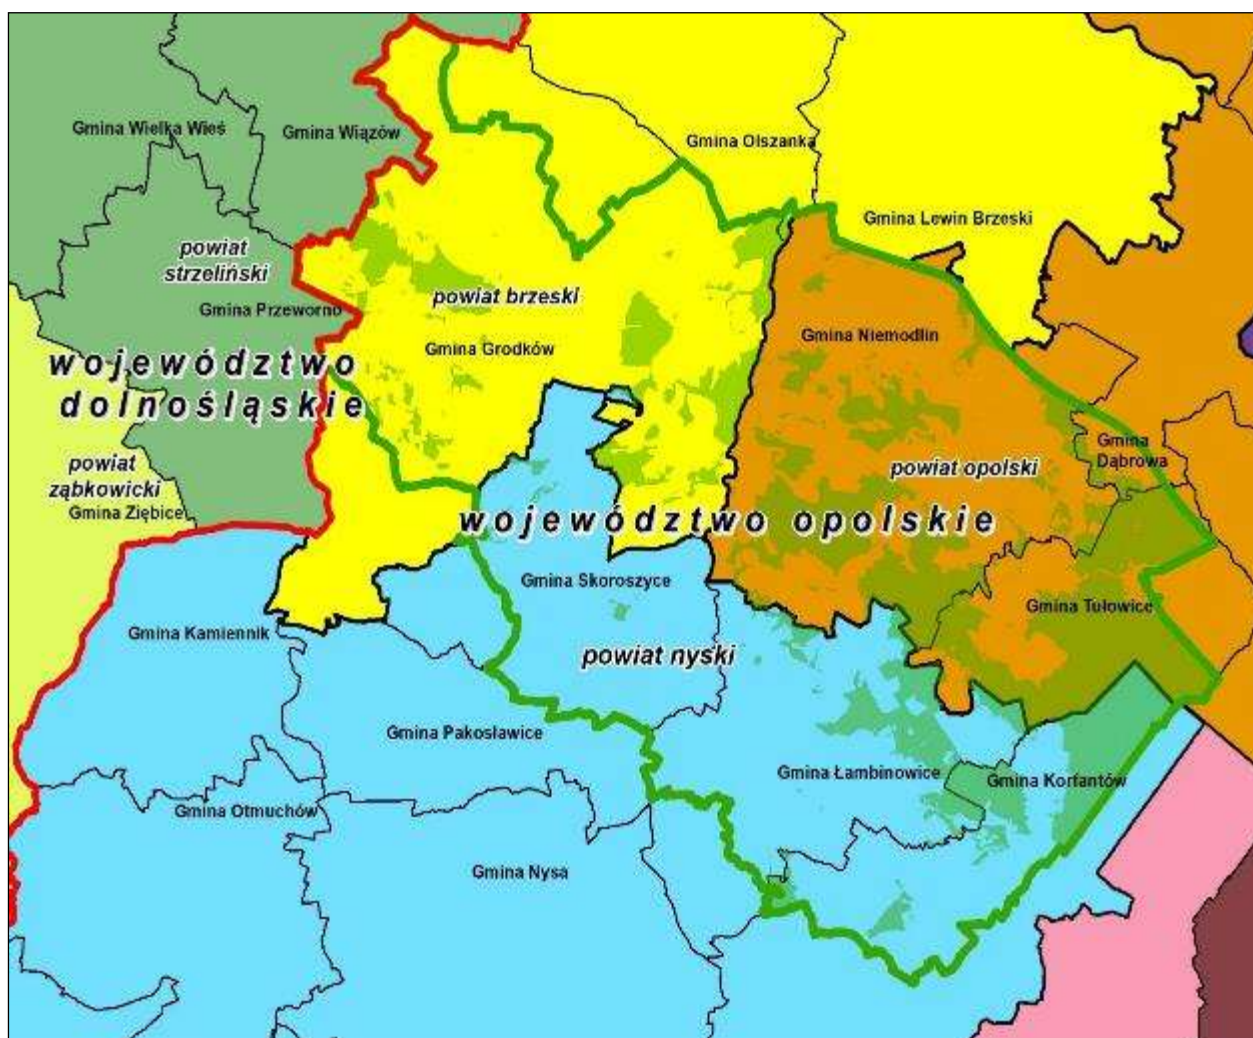 Gmina Wielka Wieś
Gmina Wiązów
Gmina Olszanka
Gmina Lewin Brzeski
powiat
strzeliński
powiat brzeski
Gmina Przeworno
Gmina Niemodlin
Gmina Grodków
województwo
dolnośląskie
Gmina
Dąbrowa
powiat
ząbkowicki
powiat opolski
Gmina Ziębice
województwo opolskie
Gmina Skoroszyce
Gmina Tułowice
Gmina Kamiennik
powiat nyski
Gmina Pakosławice
Gmina Łambinowice
Gmina Korfantów
Gmina Otmuchów
Gmina Nysa